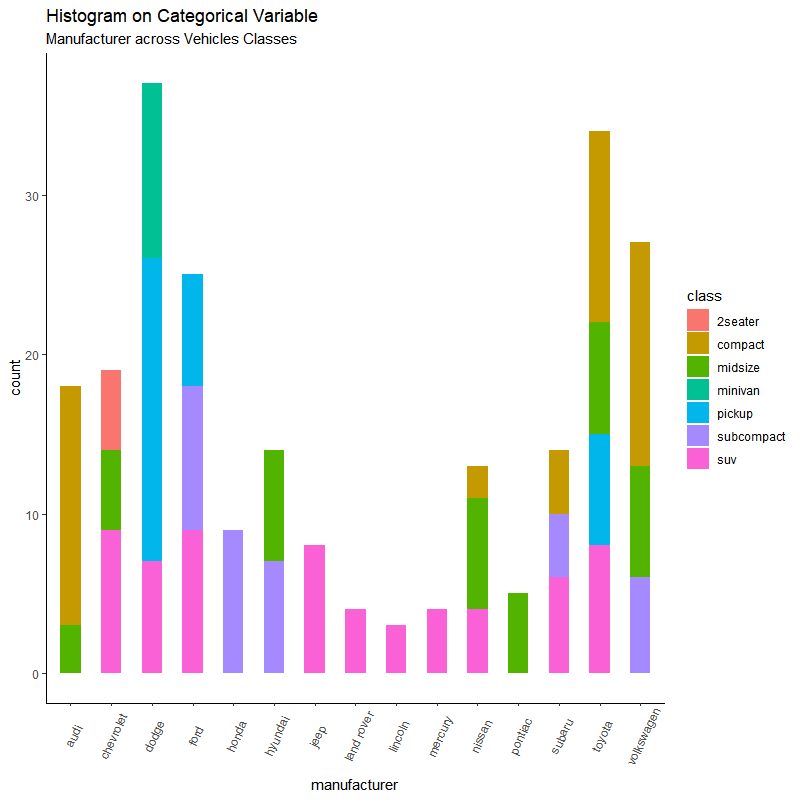 Histogram on Categorical Variable
Manufacturer across Vehicles Classes
count
30
20
10
0
audi
chevrolet
dodge
ford
honda
hyundai
jeep
land rover
lincoln
mercury
nissan
pontiac
subaru
toyota
volkswagen
manufacturer
class
2seater
compact
midsize
minivan
pickup
subcompact
suv